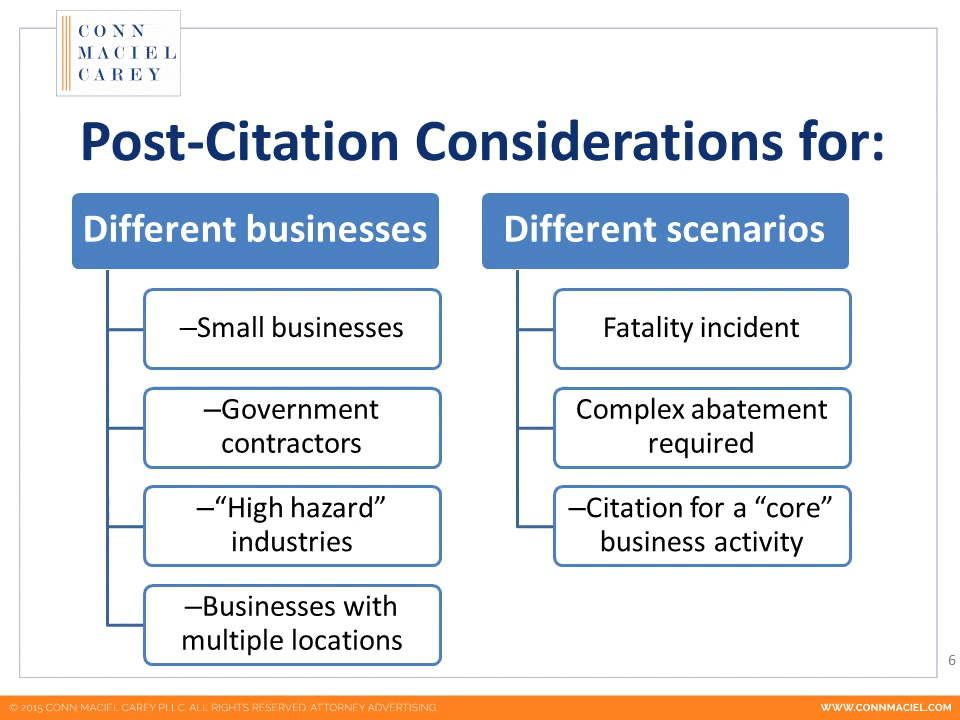 CONN
MACIEL
CAREY
Post-Citation Considerations for:
Different businesses
–Small businesses
–Government
contractors
–“High hazard”
industries
–Businesses with
multiple locations
Different scenarios
Fatality incident
Complex abatement
required
–Citation for a “core”
business activity
6
© 2015 CONN MACIEL CAREY PLLC. ALL RIGHTS RESERVED. ATTORNEY ADVERTISING.
WWW.CONNMACIEL.COM